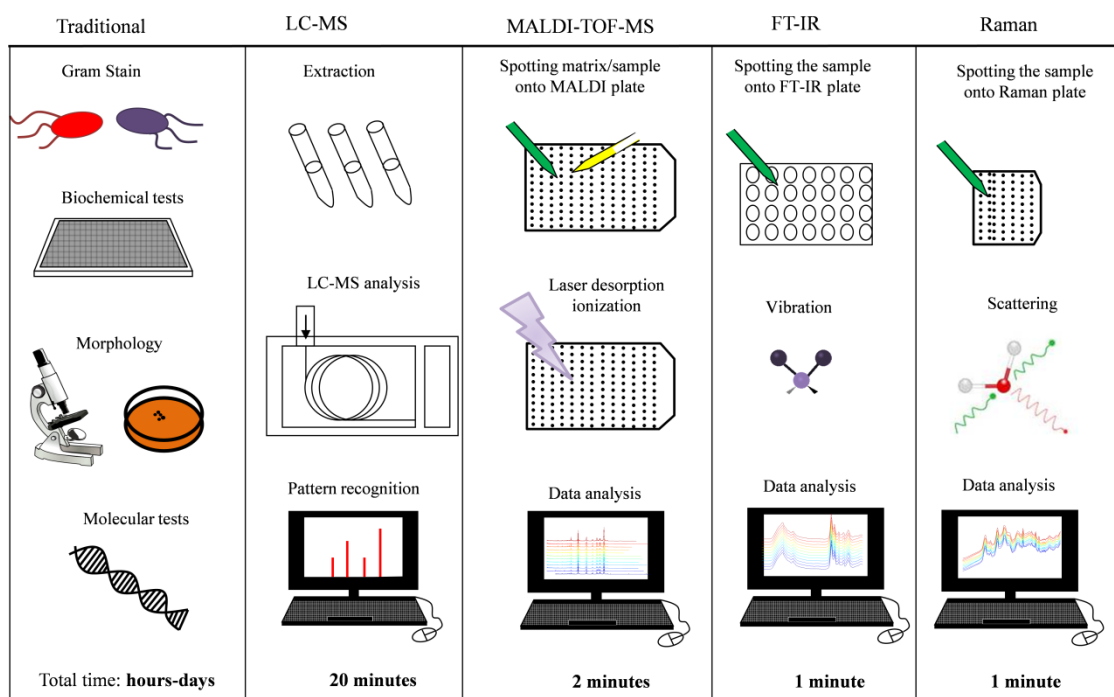 Traditional
LC-MS
MALDI-TOF-MS
FT-IR
Raman
Gram Stain
Biochemical tests
Morphology
Molecular tests
Total time: hours-days
Extraction
LC-MS analysis
Pattern recognition
20 minutes
Spotting matrix/sample
onto MALDI plate
Laser desorption
ionization
Data analysis
2 minutes
Spotting the sample
onto FT-IR plate
Vibration
Data analysis
1 minute
Spotting the sample
onto Raman plate
Scattering
Data analysis
1 minute